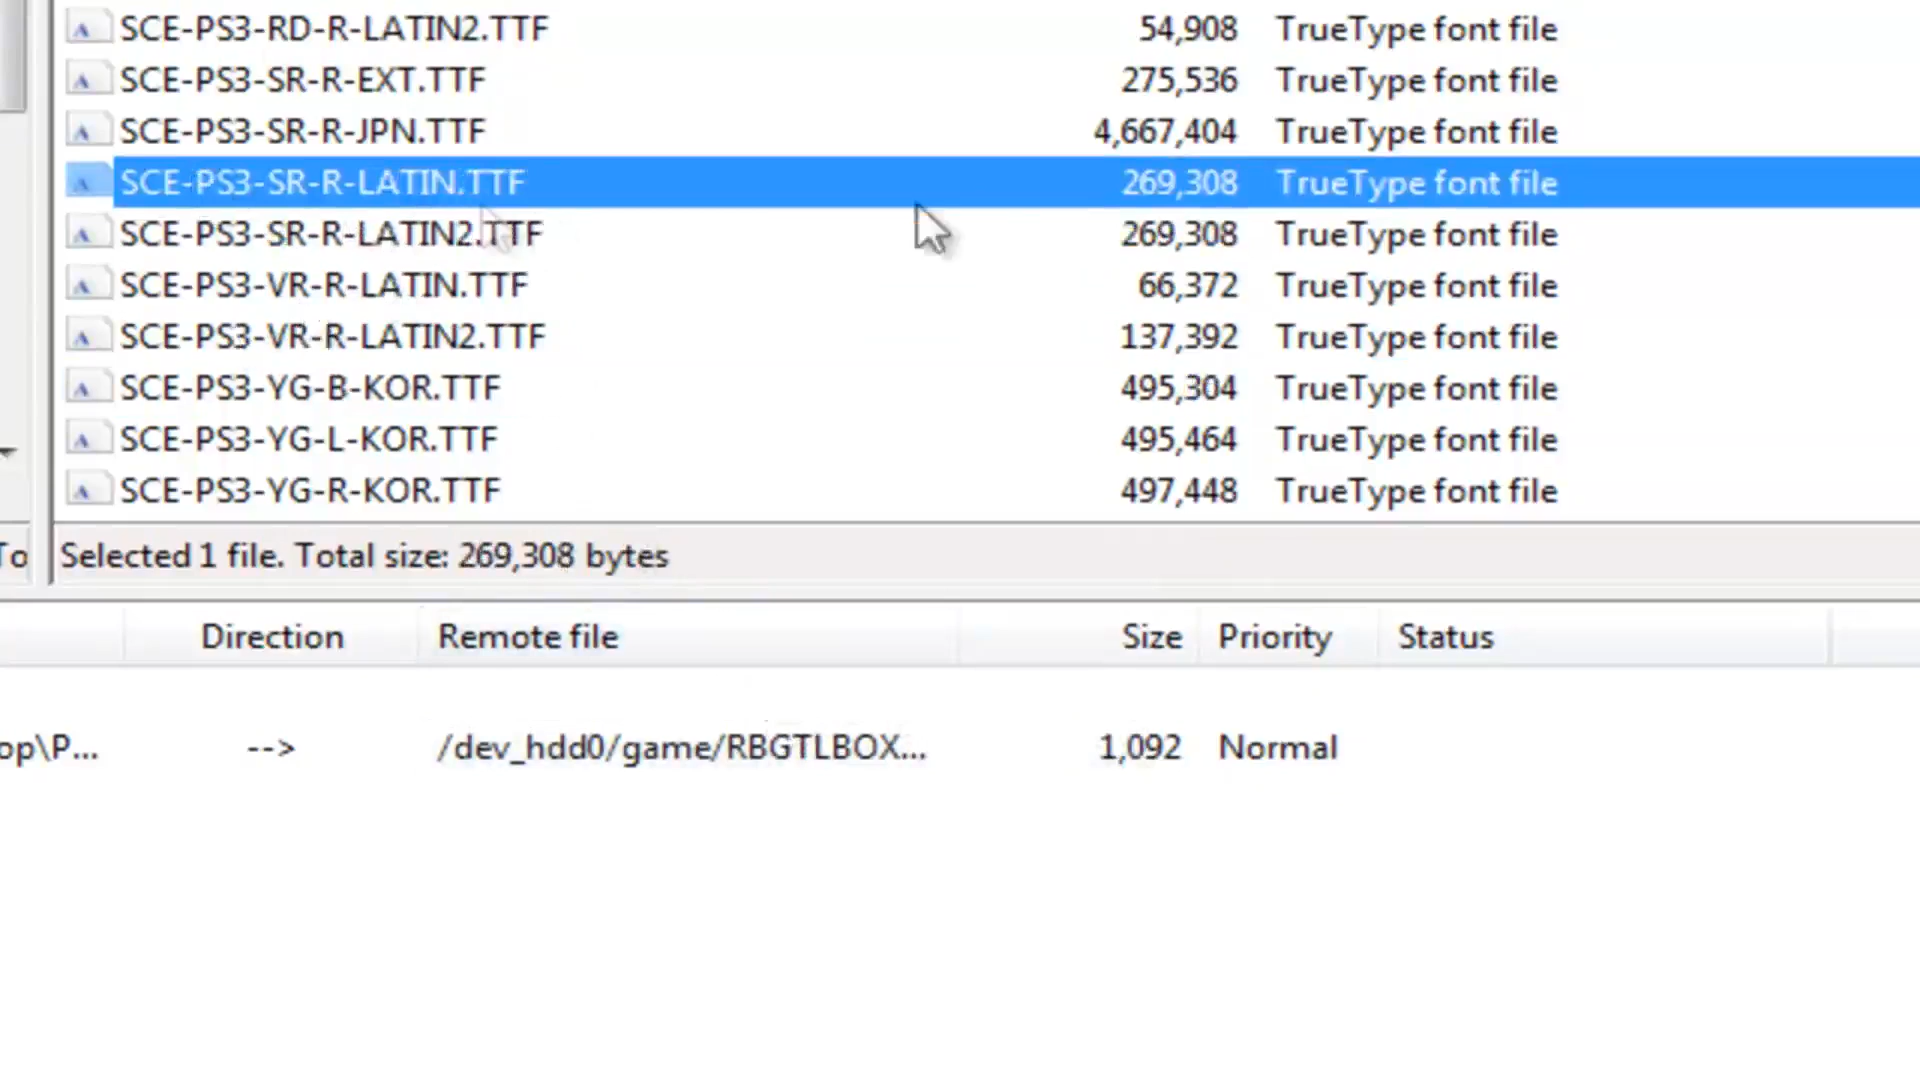 SCE-PS3-RD-R-LATIN2.TTF 54,908 TrueType font file
SCE-PS3-SR-R-EXT.TTF 275,536 TrueType font file
SCE-PS3-SR-R-JPN.TTF 4,667,404 TrueType font file
SCE-PS3-SR-R-LATIN.TTF 269,308 TrueType font file
SCE-PS3-SR-R-LATIN2.TTF 269,308 TrueType font file
SCE-PS3-VR-R-LATIN.TTF 66,372 TrueType font file
SCE-PS3-VR-R-LATIN2.TTF 137,392 TrueType font file
SCE-PS3-YG-B-KOR.TTF 495,304 TrueType font file
SCE-PS3-YG-L-KOR.TTF 495,464 TrueType font file
SCE-PS3-YG-R-KOR.TTF 497,448 TrueType font file
To Selected 1 file. Total size: 269,308 bytes
Direction Remote file Size Priority Status
op\P... --> /dev_hdd0/game/RBGTLBOX... 1,092 Normal